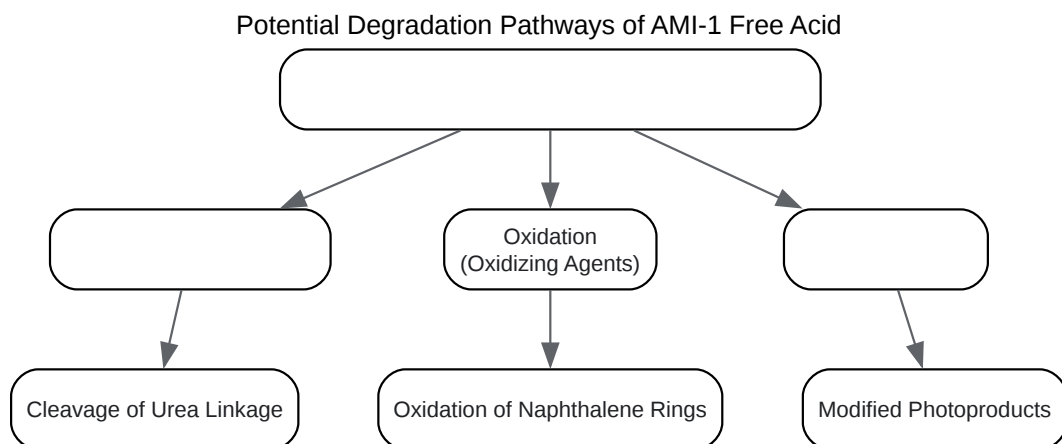 Potential Degradation Pathways of AMI-1 Free Acid
Oxidation
(Oxidizing Agents)
Cleavage of Urea Linkage
Oxidation of Naphthalene Rings
Modified Photoproducts